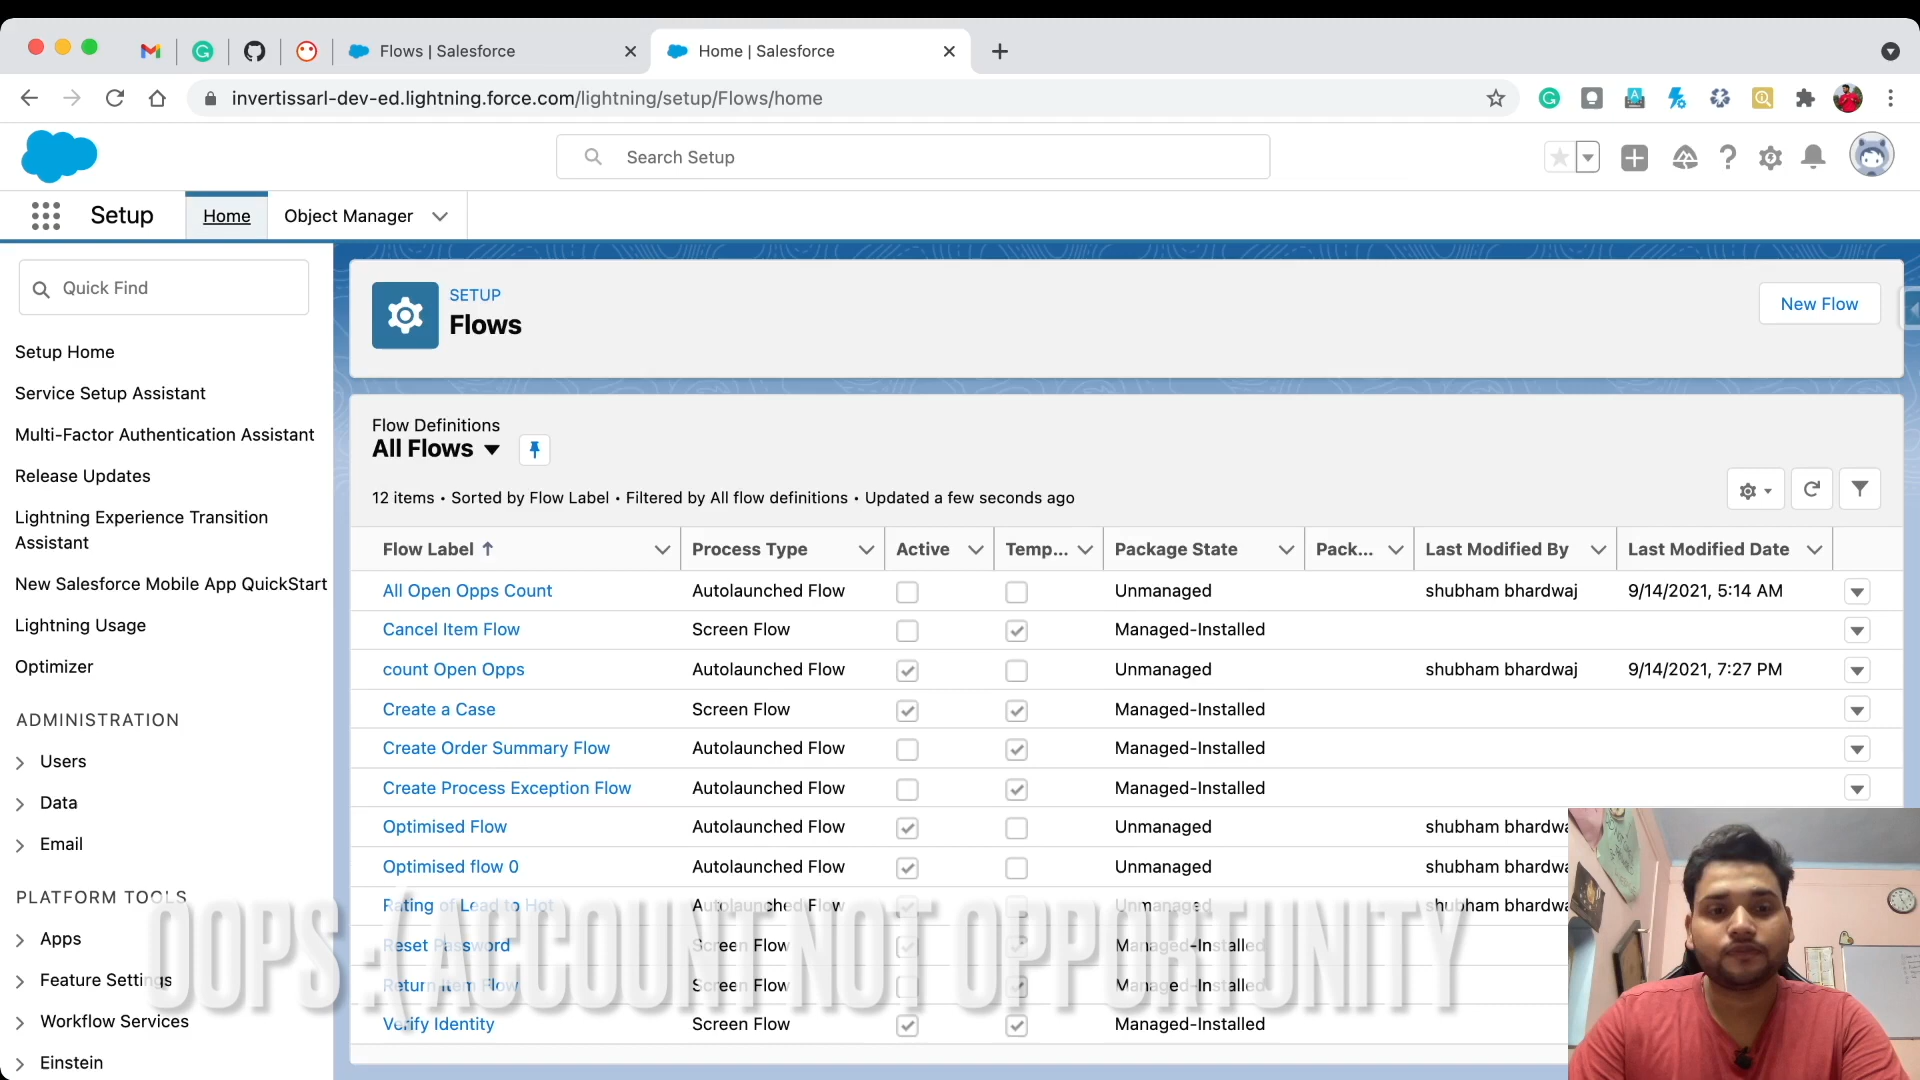 Flows | Salesforce
Home | Salesforce
invertissarl-dev-ed.lightning.force.com/lightning/setup/Flows/home
Search Setup
Setup
Home
Object Manager
Quick Find
Setup Home
Service Setup Assistant
Multi-Factor Authentication Assistant
Release Updates
Lightning Experience Transition
Assistant
New Salesforce Mobile App QuickStart
Lightning Usage
Optimizer
ADMINISTRATION
Users
Data
Email
PLATFORM TOOLS
Apps
Feature Settings
Workflow Services
Einstein
SETUP
Flows
New Flow
Flow Definitions
All Flows
12 items • Sorted by Flow Label • Filtered by All flow definitions • Updated a few seconds ago
Flow Label Process Type Active Temp... Package State Pack... Last Modified By Last Modified Date
All Open Opps Count Autolaunched Flow Unmanaged shubham bhardwaj 9/14/2021, 5:14 AM
Cancel Item Flow Screen Flow Managed-Installed
count Open Opps Autolaunched Flow Unmanaged shubham bhardwaj 9/14/2021, 7:27 PM
Create a Case Screen Flow Managed-Installed
Create Order Summary Flow Autolaunched Flow Managed-Installed
Create Process Exception Flow Autolaunched Flow Managed-Installed
Optimised Flow Autolaunched Flow Unmanaged shubham bhardwa
Optimised flow 0 Autolaunched Flow Unmanaged shubham bhardwa
Rating of Lead to Hot Autolaunched Flow Unmanaged shubham bhardwa
Reset Password Screen Flow Managed-Installed
Return Item Flow Screen Flow Managed-Installed
Verify Identity Screen Flow Managed-Installed
OOPS :( ACCOUNT NOT OPPORTUNITY